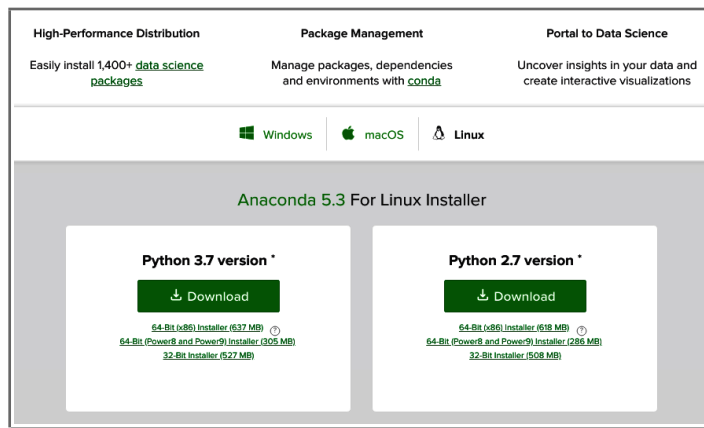 High-Performance Distribution
Easily install 1,400+ data science
packages
Package Management
Manage packages, dependencies
and environments with conda
Portal to Data Science
Uncover insights in your data and
create interactive visualizations
Windows
macOS
Linux
Anaconda 5.3 For Linux Installer
Python 3.7 version *
Download
64-Bit (x86) Installer (637 MB) ?
64-Bit (Power8 and Power9) Installer (305 MB)
32-Bit Installer (527 MB)
Python 2.7 version *
Download
64-Bit (x86) Installer (618 MB) ?
64-Bit (Power8 and Power9) Installer (286 MB)
32-Bit Installer (508 MB)